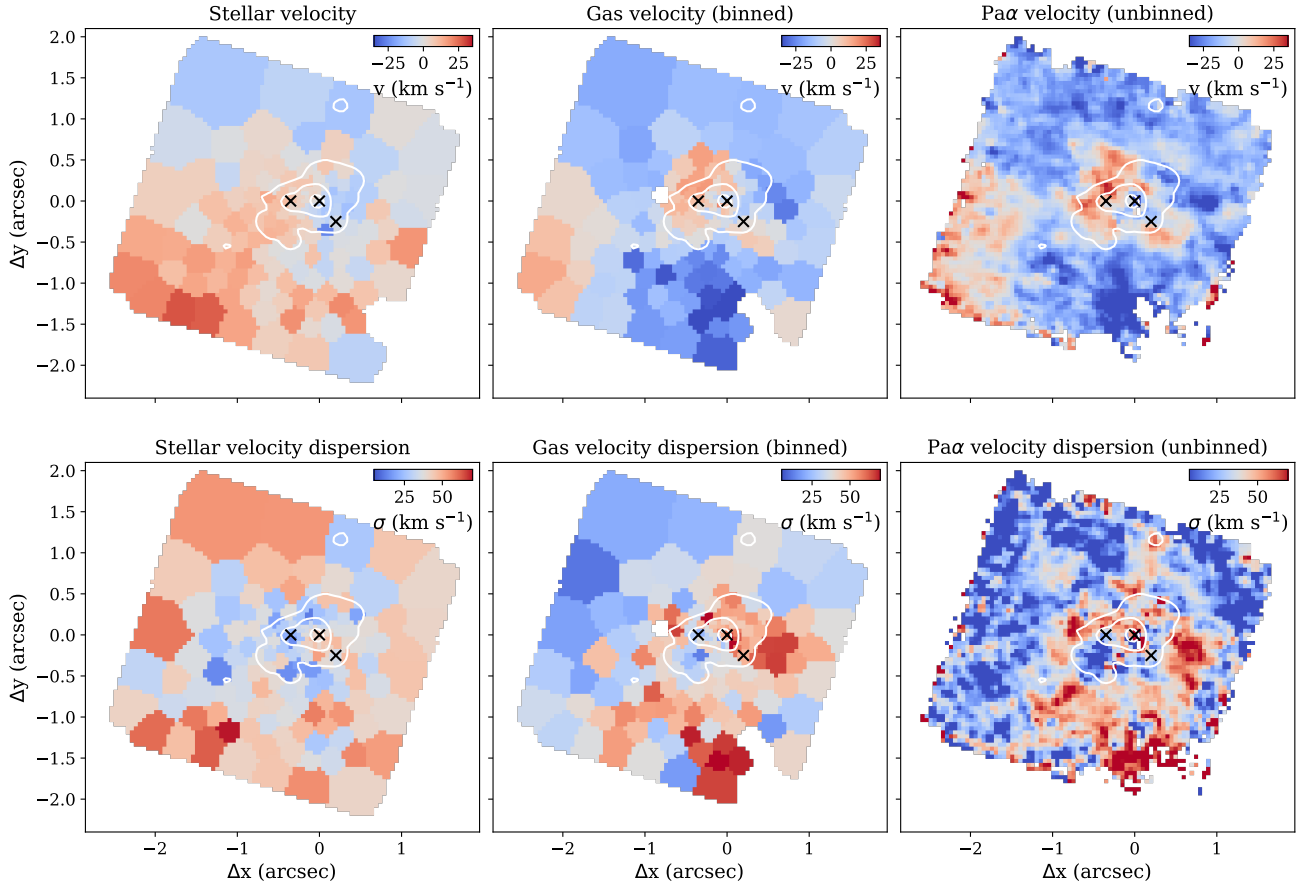 Stellar velocity
Gas velocity (binned)
Paα velocity (unbinned)
−25 0 25
v (km s⁻¹)
−25 0 25
v (km s⁻¹)
−25 0 25
v (km s⁻¹)
2.0
1.5
1.0
0.5
0.0
−0.5
−1.0
−1.5
−2.0
Δy (arcsec)
Stellar velocity dispersion
Gas velocity dispersion (binned)
Paα velocity dispersion (unbinned)
25 50
σ (km s⁻¹)
25 50
σ (km s⁻¹)
25 50
σ (km s⁻¹)
2.0
1.5
1.0
0.5
0.0
−0.5
−1.0
−1.5
−2.0
Δy (arcsec)
−2 −1 0 1
−2 −1 0 1
−2 −1 0 1
Δx (arcsec)
Δx (arcsec)
Δx (arcsec)